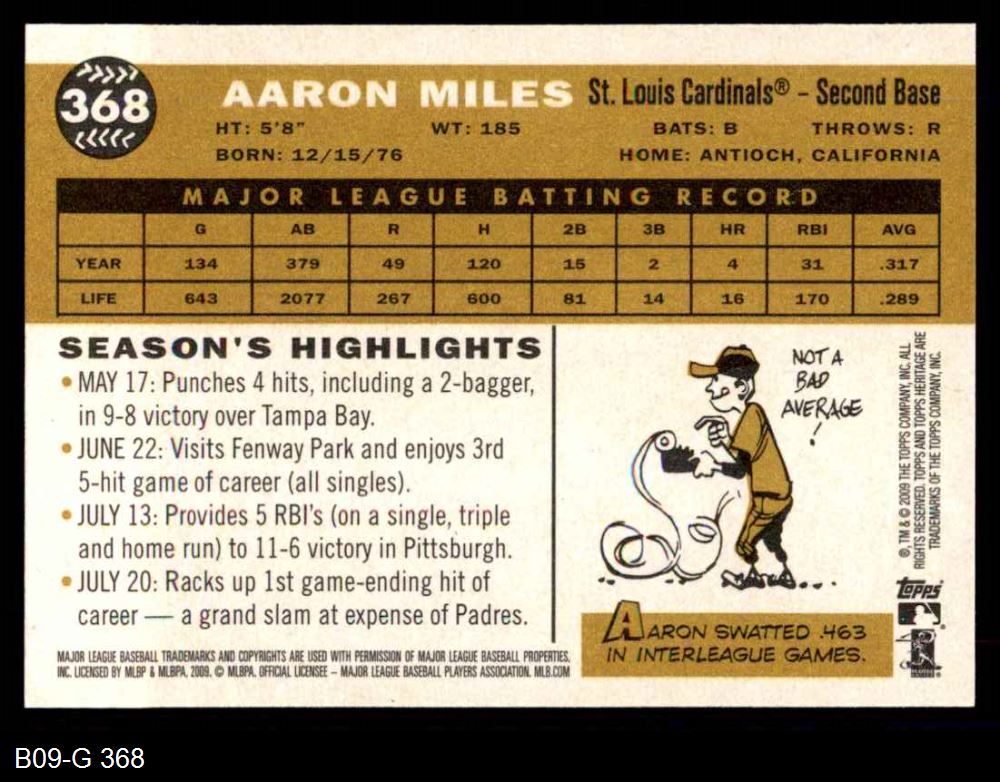 368
AARON MILES St. Louis Cardinals® – Second Base
HT: 5'8" WT: 185 BATS: B THROWS: R
BORN: 12/15/76 HOME: ANTIOCH, CALIFORNIA
MAJOR LEAGUE BATTING RECORD
G AB R H 2B 3B HR RBI AVG
YEAR 134 379 49 120 15 2 4 31 .317
LIFE 643 2077 267 600 81 14 16 170 .289
SEASON'S HIGHLIGHTS
• MAY 17: Punches 4 hits, including a 2-bagger,
in 9-8 victory over Tampa Bay.
• JUNE 22: Visits Fenway Park and enjoys 3rd
5-hit game of career (all singles).
• JULY 13: Provides 5 RBI's (on a single, triple
and home run) to 11-6 victory in Pittsburgh.
• JULY 20: Racks up 1st game-ending hit of
career — a grand slam at expense of Padres.
MAJOR LEAGUE BASEBALL TRADEMARKS AND COPYRIGHTS ARE USED WITH PERMISSION OF MAJOR LEAGUE BASEBALL PROPERTIES,
INC. LICENSED BY MLBP & MLBPA, 2009. © MLBPA. OFFICIAL LICENSEE – MAJOR LEAGUE BASEBALL PLAYERS ASSOCIATION. MLB.COM
NOT A
BAD
AVERAGE
!
AARON SWATTED .463
IN INTERLEAGUE GAMES.
®, TM & © 2009 THE TOPPS COMPANY, INC. ALL
RIGHTS RESERVED. TOPPS AND TOPPS HERITAGE ARE
TRADEMARKS OF THE TOPPS COMPANY, INC.
topps®
B09-G 368